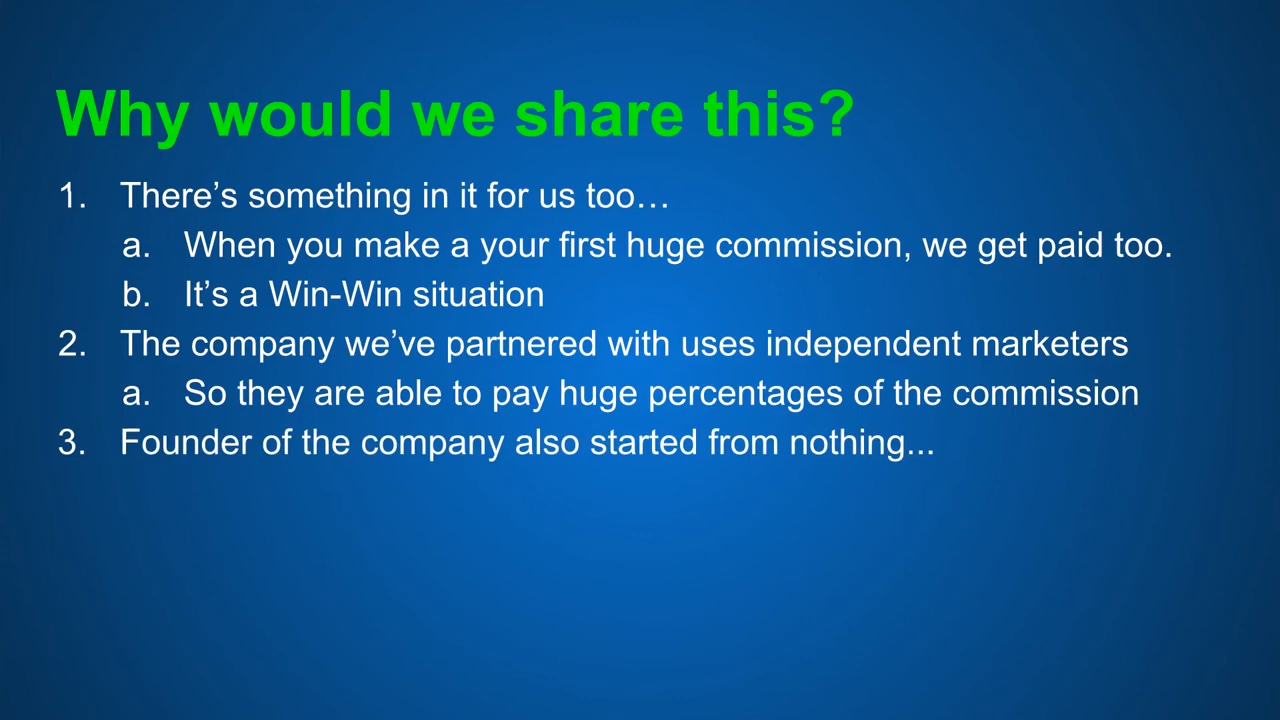 Why would we share this?
1. There’s something in it for us too…
a. When you make a your first huge commission, we get paid too.
b. It’s a Win-Win situation
2. The company we’ve partnered with uses independent marketers
a. So they are able to pay huge percentages of the commission
3. Founder of the company also started from nothing...